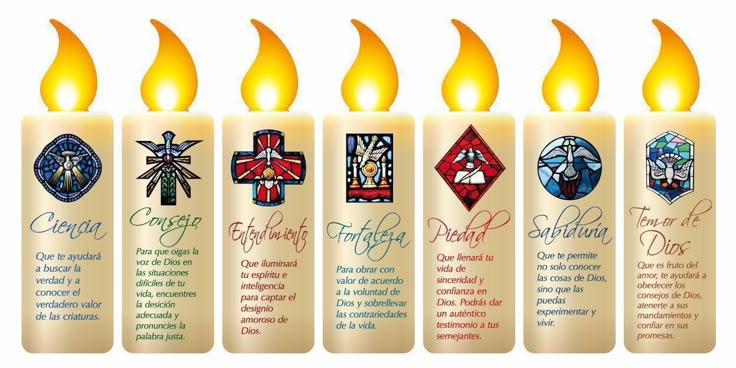 Ciencia
Que te ayudará
a buscar la
verdad y a
conocer el
verdadero valor
de las criaturas.
Consejo
Para que oigas la
voz de Dios en
las situaciones
difíciles de tu
vida, encuentres
la desición
adecuada y
pronuncies la
palabra justa.
Entendimiento
Que iluminará
tu espíritu e
inteligencia
para captar el
designio
amoroso de
Dios.
Fortaleza
Para obrar con
valor de acuerdo
a la voluntad de
Dios y sobrellevar
las contrariedades
de la vida.
Piedad
Que llenará tu
vida de
sinceridad y
confianza en
Dios. Podrás dar
un auténtico
testimonio a tus
semejantes.
Sabiduría
Que te permite
no solo conocer
las cosas de Dios,
sino que las
puedas
experimentar y
vivir.
Temor de
Dios
Que es fruto del
amor, te ayudará a
obedecer los
consejos de Dios,
atenerte a sus
mandamientos y
confiar en sus
promesas.